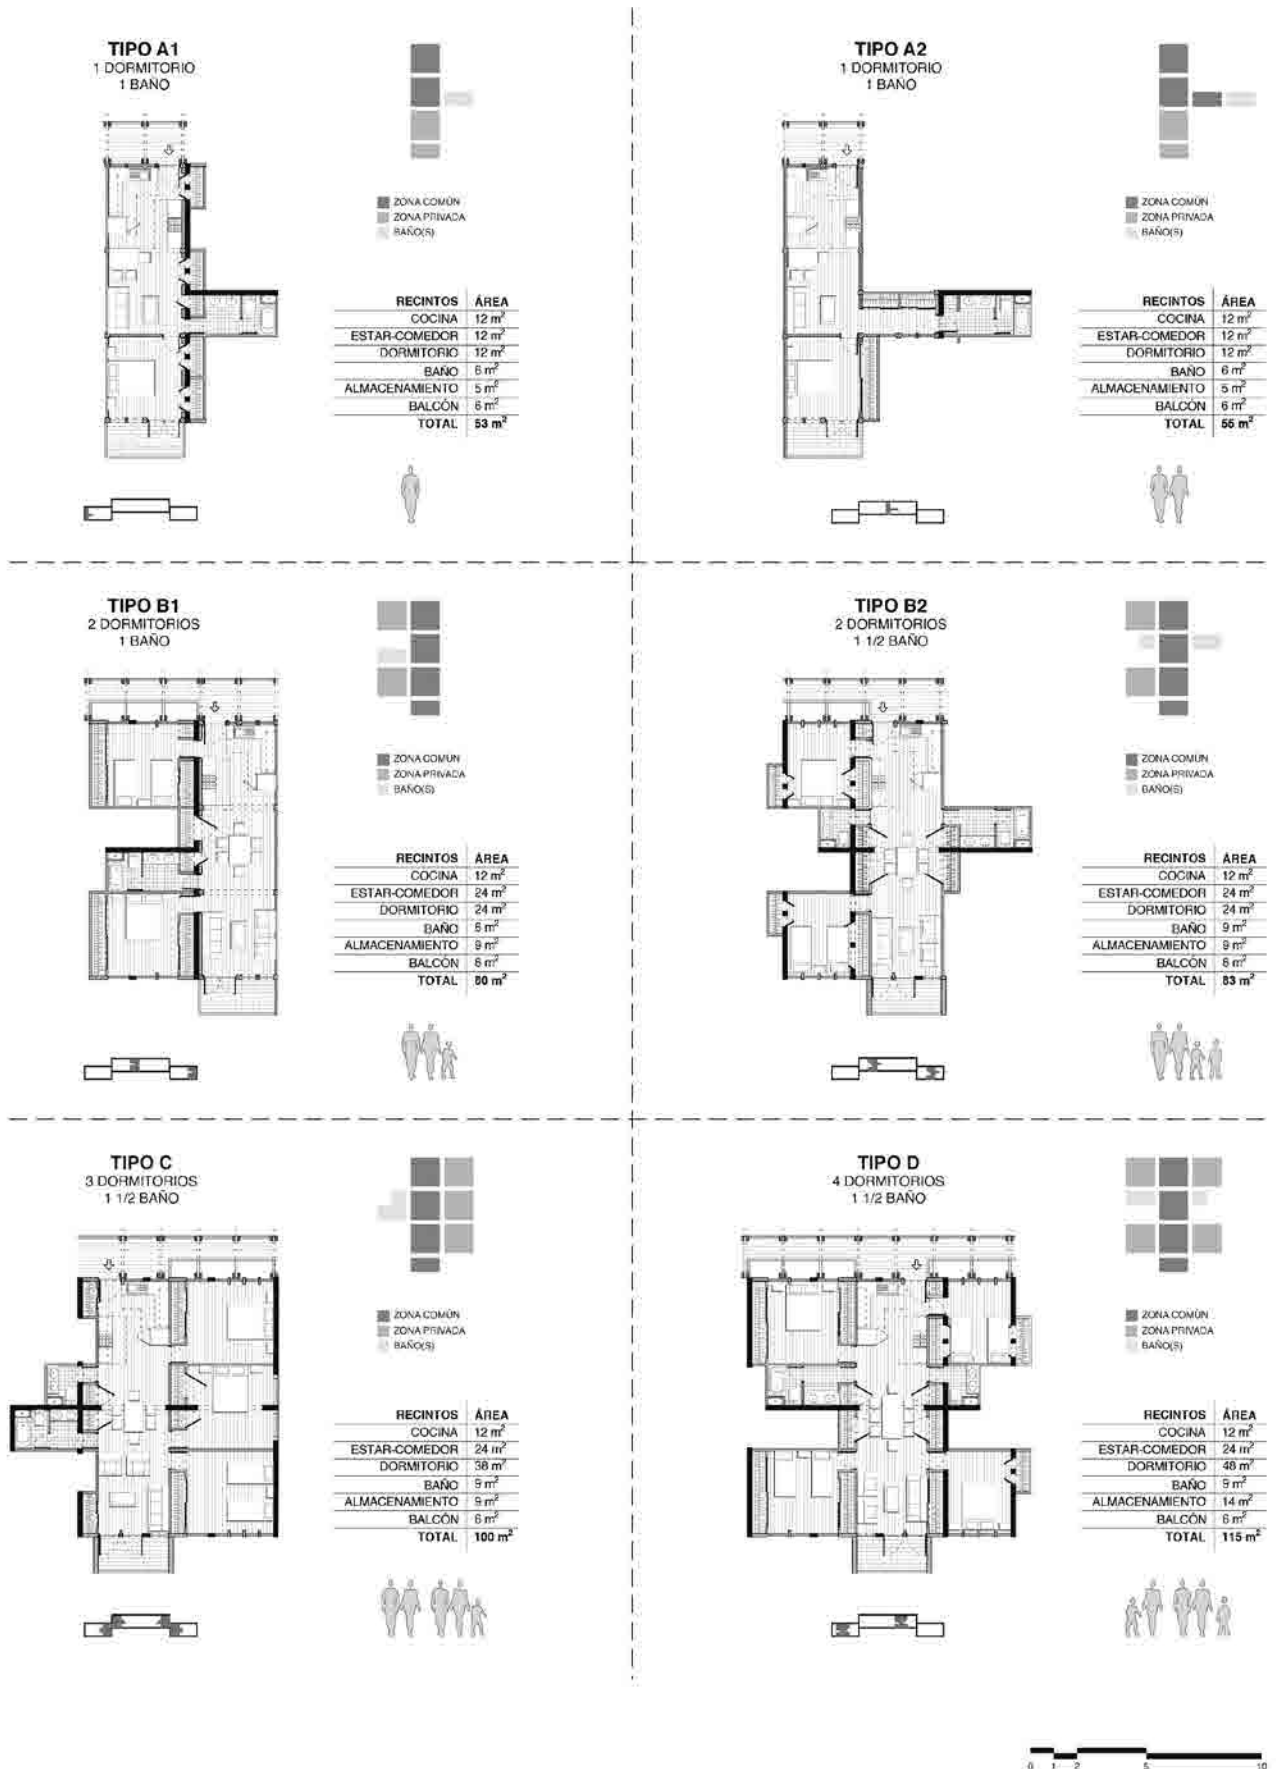 TIPO A1
1 DORMITORIO
1 BAÑO
ZONA COMÚN
ZONA PRIVADA
BAÑO(S)
RECINTOS ÁREA
COCINA 12 m²
ESTAR-COMEDOR 12 m²
DORMITORIO 12 m²
BAÑO 6 m²
ALMACENAMIENTO 5 m²
BALCÓN 6 m²
TOTAL 53 m²
TIPO A2
1 DORMITORIO
1 BAÑO
ZONA COMÚN
ZONA PRIVADA
BAÑO(S)
RECINTOS ÁREA
COCINA 12 m²
ESTAR-COMEDOR 12 m²
DORMITORIO 12 m²
BAÑO 6 m²
ALMACENAMIENTO 5 m²
BALCÓN 6 m²
TOTAL 55 m²
TIPO B1
2 DORMITORIOS
1 BAÑO
ZONA COMÚN
ZONA PRIVADA
BAÑO(S)
RECINTOS ÁREA
COCINA 12 m²
ESTAR-COMEDOR 24 m²
DORMITORIO 24 m²
BAÑO 6 m²
ALMACENAMIENTO 9 m²
BALCÓN 6 m²
TOTAL 80 m²
TIPO B2
2 DORMITORIOS
1 1/2 BAÑO
ZONA COMÚN
ZONA PRIVADA
BAÑO(S)
RECINTOS ÁREA
COCINA 12 m²
ESTAR-COMEDOR 24 m²
DORMITORIO 24 m²
BAÑO 9 m²
ALMACENAMIENTO 9 m²
BALCÓN 6 m²
TOTAL 83 m²
TIPO C
3 DORMITORIOS
1 1/2 BAÑO
ZONA COMÚN
ZONA PRIVADA
BAÑO(S)
RECINTOS ÁREA
COCINA 12 m²
ESTAR-COMEDOR 24 m²
DORMITORIO 38 m²
BAÑO 9 m²
ALMACENAMIENTO 9 m²
BALCÓN 6 m²
TOTAL 100 m²
TIPO D
4 DORMITORIOS
1 1/2 BAÑO
ZONA COMÚN
ZONA PRIVADA
BAÑO(S)
RECINTOS ÁREA
COCINA 12 m²
ESTAR-COMEDOR 24 m²
DORMITORIO 48 m²
BAÑO 9 m²
ALMACENAMIENTO 14 m²
BALCÓN 6 m²
TOTAL 115 m²
0 1 2 5 10